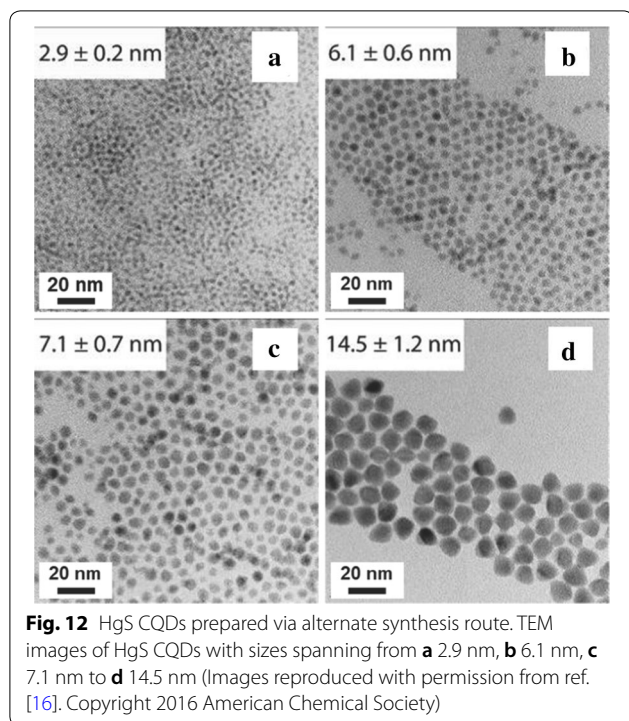 2.9 ± 0.2 nm
a
6.1 ± 0.6 nm
b
20 nm
20 nm
7.1 ± 0.7 nm
c
14.5 ± 1.2 nm
d
20 nm
20 nm
Fig. 12 HgS CQDs prepared via alternate synthesis route. TEM
images of HgS CQDs with sizes spanning from a 2.9 nm, b 6.1 nm, c
7.1 nm to d 14.5 nm (Images reproduced with permission from ref.
[16]. Copyright 2016 American Chemical Society)